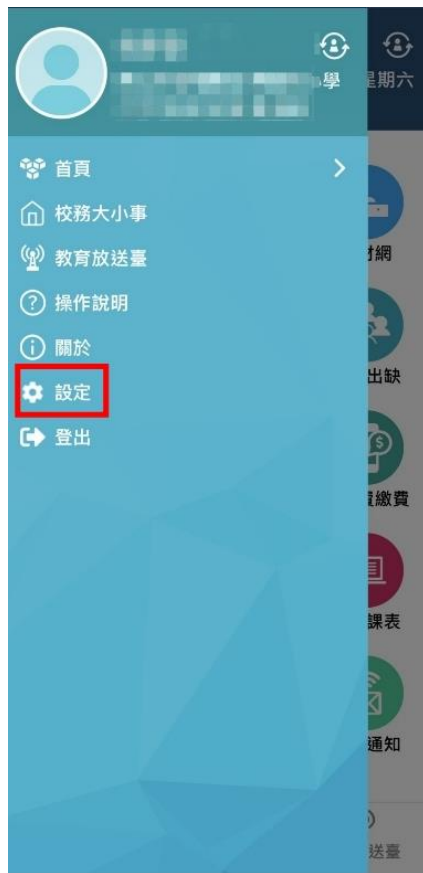 學
星期六
首頁
校務大小事
教育放送臺
操作說明
關於
設定
登出
材網
出缺
繳費
課表
通知
送臺